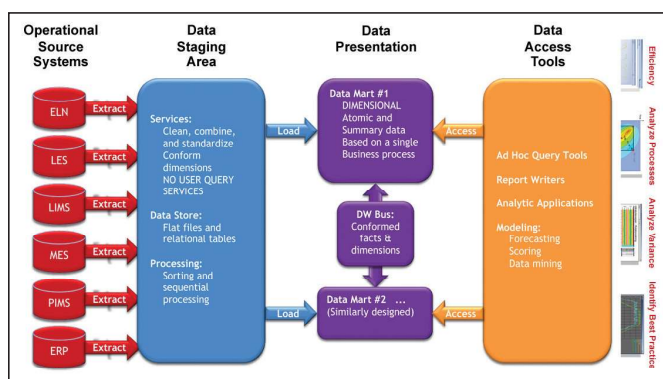 Operational
Source
Systems
Data
Staging
Area
Data
Presentation
Data
Access
Tools
ELN
Extract
LES
Extract
LIMS
Extract
MES
Extract
PIMS
Extract
ERP
Extract
Services:
Clean, combine,
and standardize
Conform
dimensions
NO USER QUERY
SERVICES
Data Store:
Flat files and
relational tables
Processing:
Sorting and
sequential
processing
Load
Load
Data Mart #1
DIMENSIONAL
Atomic and
Summary data
Based on a single
Business process
DW Bus:
Conformed
facts &
dimensions
Data Mart #2 ...
(Similarly designed)
Access
Access
Ad Hoc Query Tools
Report Writers
Analytic Applications
Modeling:
Forecasting
Scoring
Data mining
Efficiency
Analyze Processes
Analyze Variance
Identify Best Practice